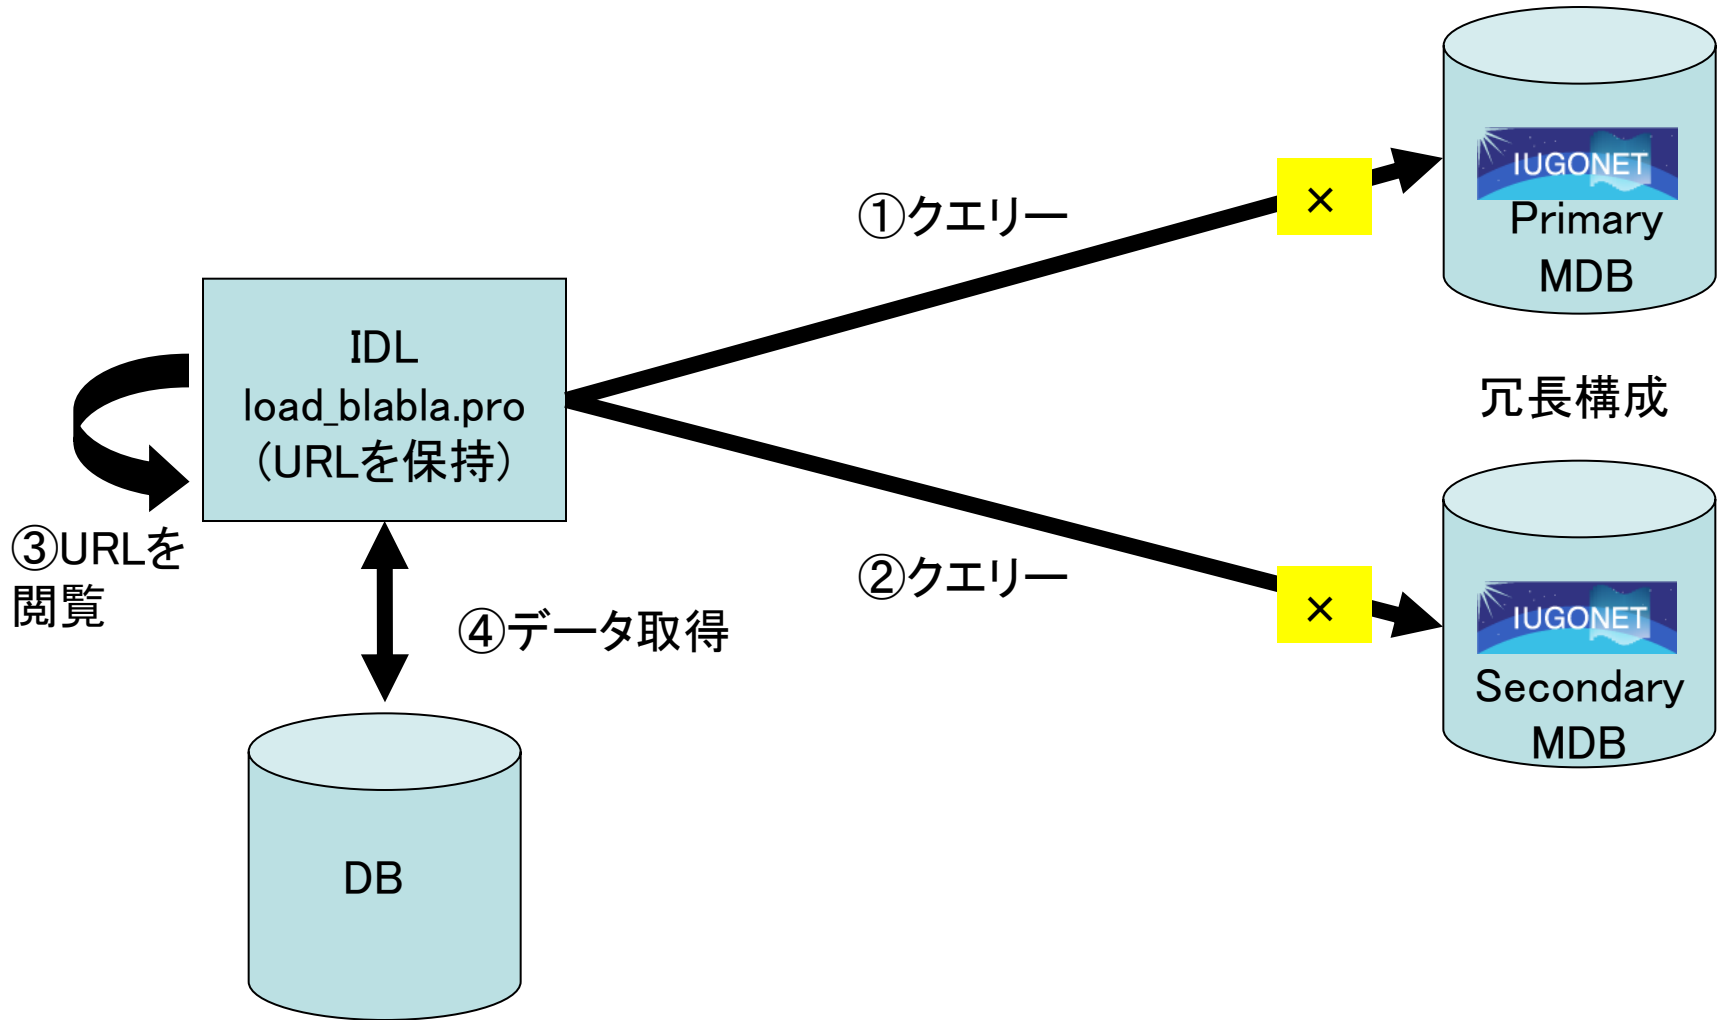 IUGONET
Primary
MDB
①クエリー
×
IDL
load_blabla.pro
（URLを保持）
冗長構成
③URLを
閲覧
②クエリー
×
④データ取得
IUGONET
Secondary
MDB
DB